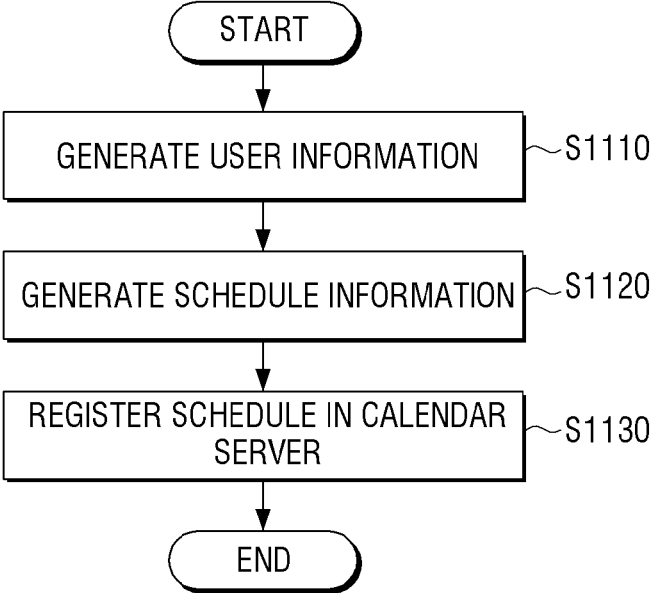 START
GENERATE USER INFORMATION
S1110
GENERATE SCHEDULE INFORMATION
S1120
REGISTER SCHEDULE IN CALENDAR
SERVER
S1130
END